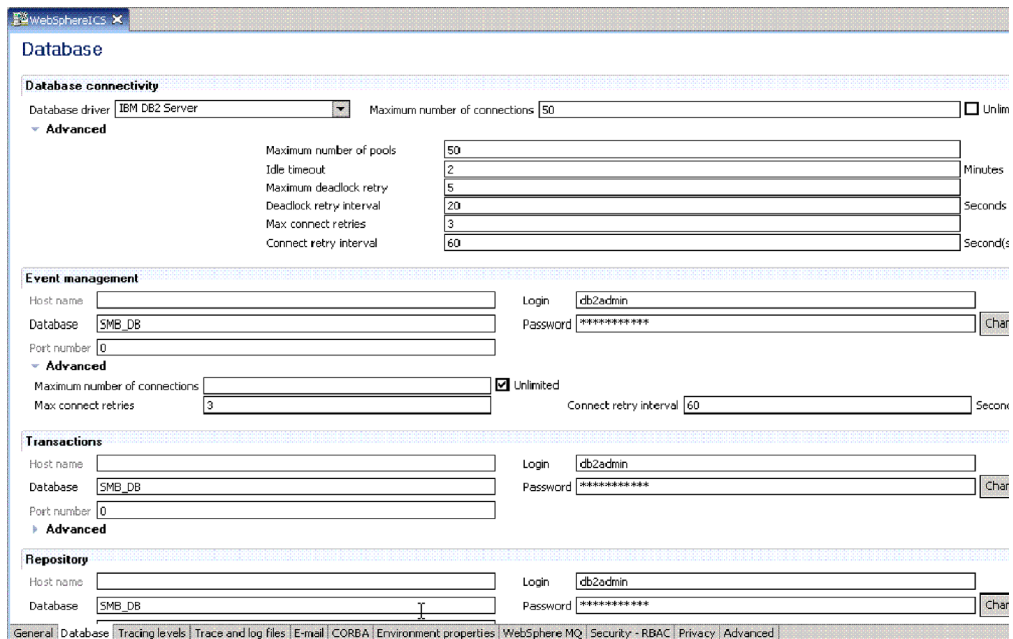 WebSphereICS
Database
Database connectivity
Database driver IBM DB2 Server Maximum number of connections 50
Advanced
Maximum number of pools 50
Idle timeout 2 Minutes
Maximum deadlock retry 5
Deadlock retry interval 20 Seconds
Max connect retries 3
Connect retry interval 60 Second(s
Event management
Host name Login db2admin
Database SMB_DB Password ***********
Port number 0
Advanced
Maximum number of connections Unlimited
Max connect retries 3 Connect retry interval 60
Transactions
Host name Login db2admin
Database SMB_DB Password ***********
Port number 0
Advanced
Repository
Host name Login db2admin
Database SMB_DB Password ***********
General Database Tracing levels Trace and log files E-mail CORBA Environment properties WebSphere MQ Security - RBAC Privacy Advanced